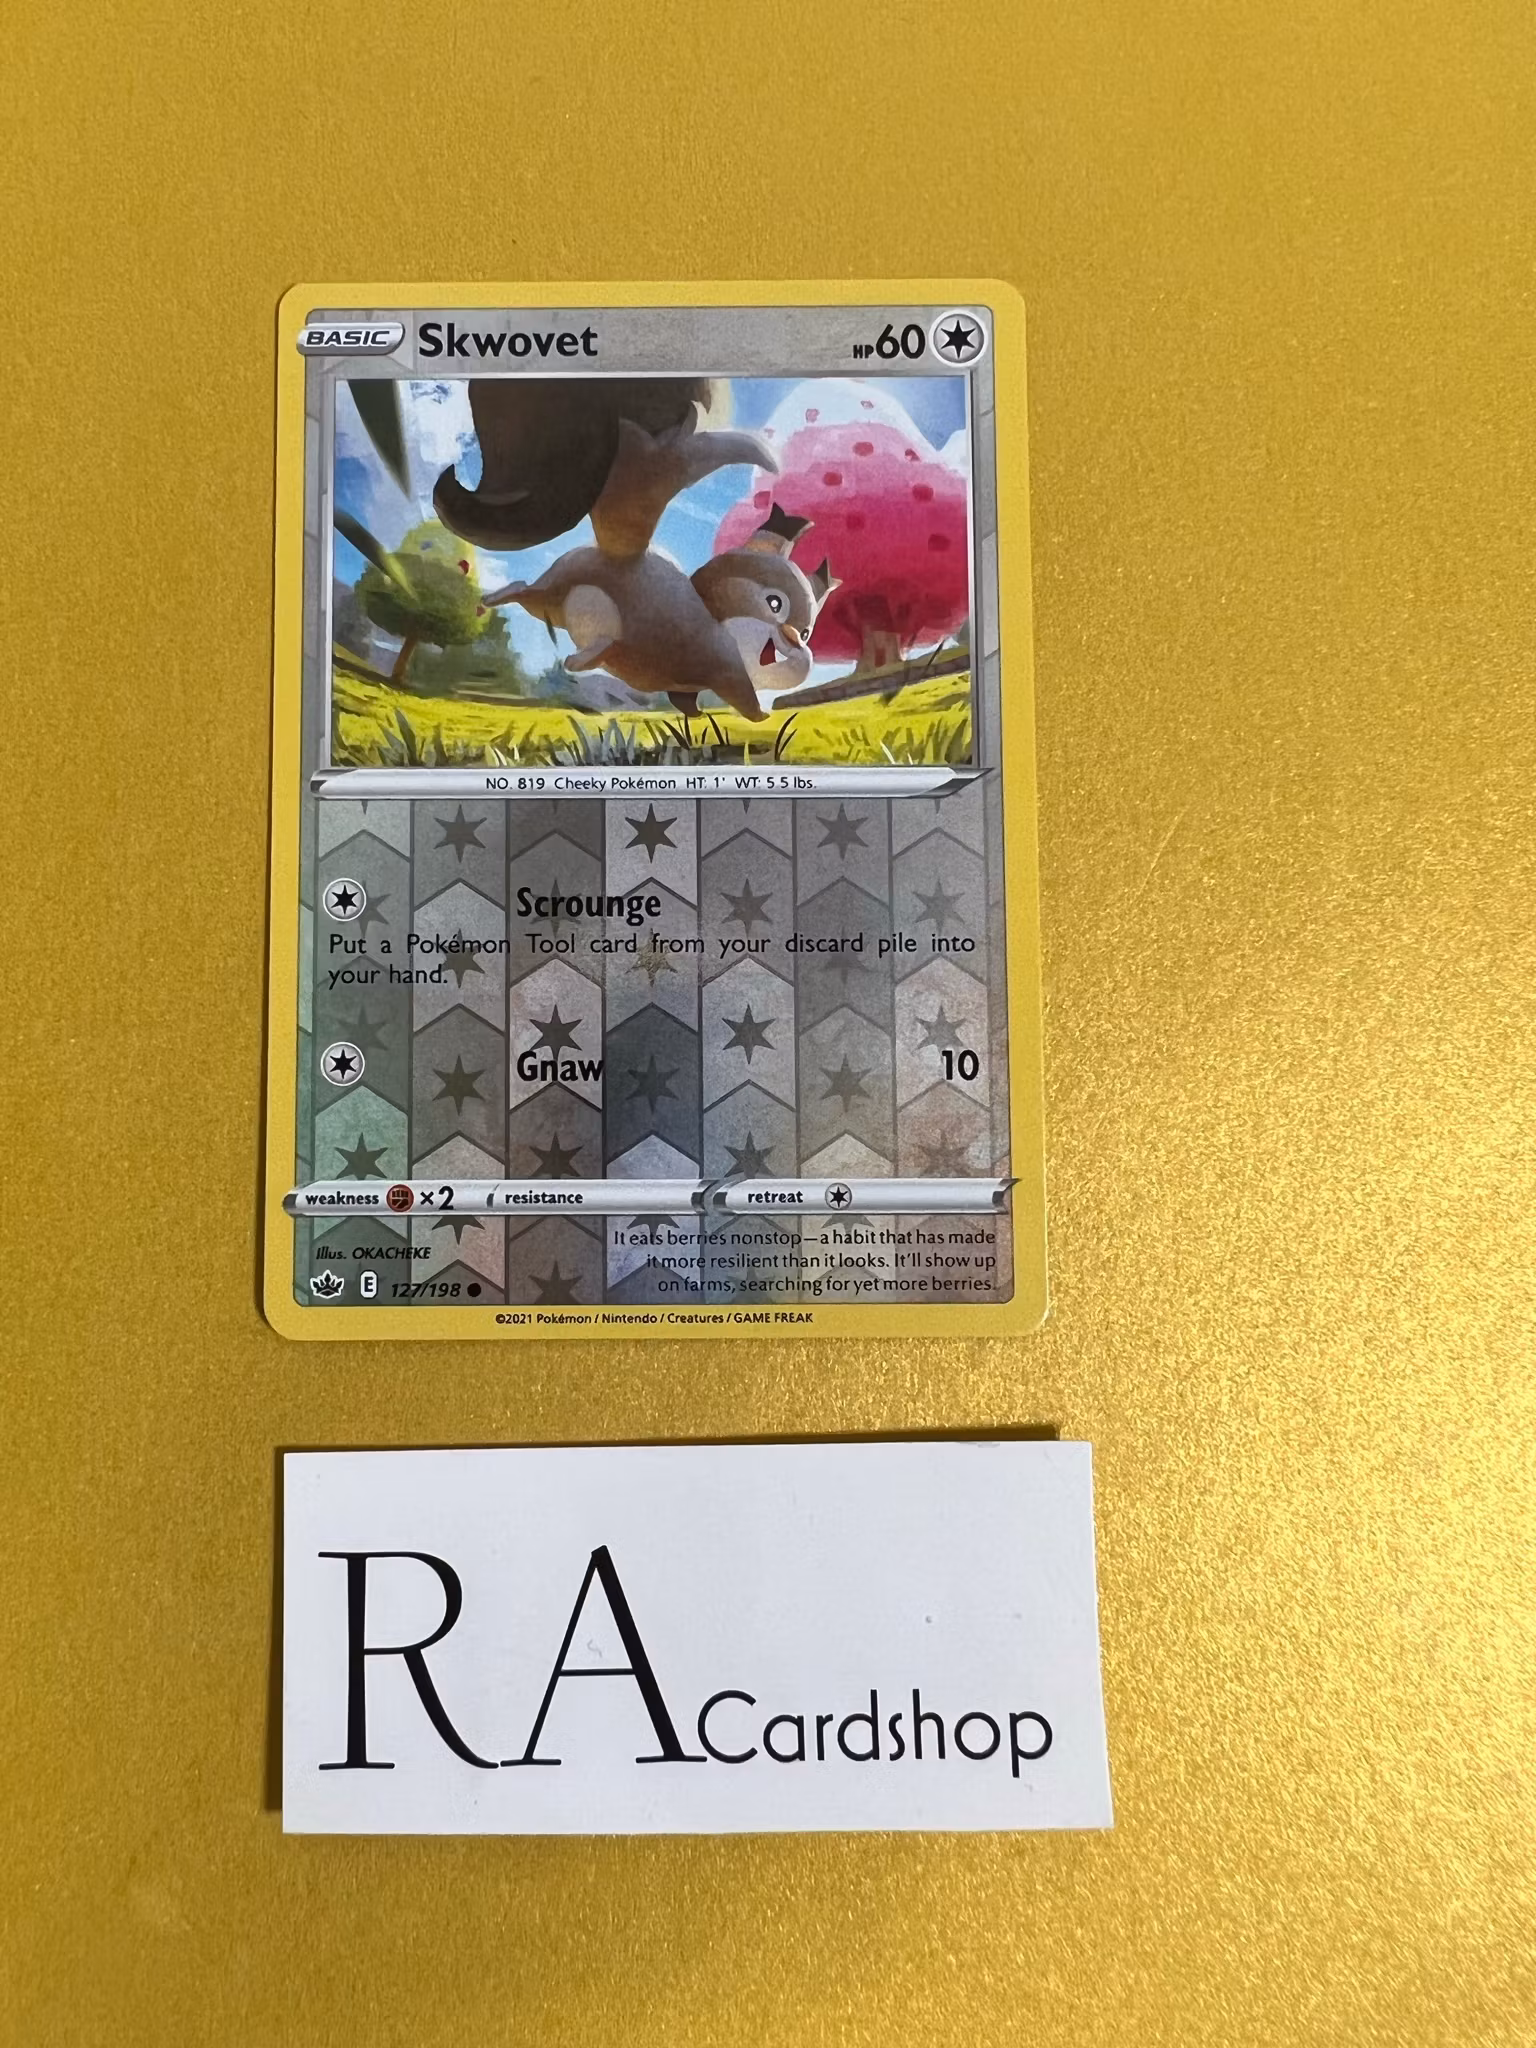 BASIC Skwovet HP 60
NO. 819 Cheeky Pokémon HT: 1' WT: 5.5 lbs.
Scrounge
Put a Pokémon Tool card from your discard pile into
your hand.
Gnaw 10
weakness ×2 resistance retreat
It eats berries nonstop—a habit that has made
it more resilient than it looks. It'll show up
on farms, searching for yet more berries.
Illus. OKACHEKE
E 127/198
©2021 Pokémon / Nintendo / Creatures / GAME FREAK
RA Cardshop